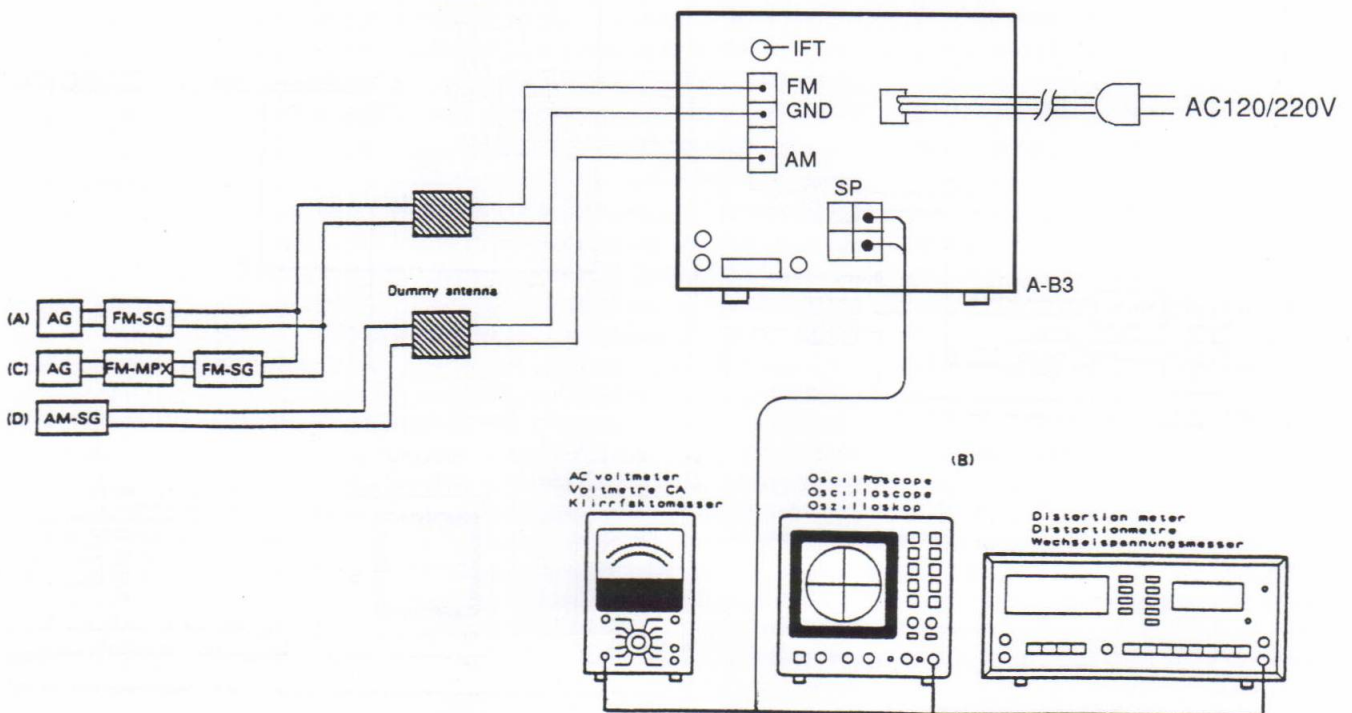 IFT
FM
GND
AM
AC120/220V
SP
A-B3
Dummy antenna
(A) AG FM-SG
(C) AG FM-MPX FM-SG
(D) AM-SG
(B)
AC voltmeter
Voltmetre CA
Klirrfaktomasser
Oscilloscope
Oscilloscope
Oszilloskop
Distortion meter
Distortionmetre
Wechselspannungsmesser